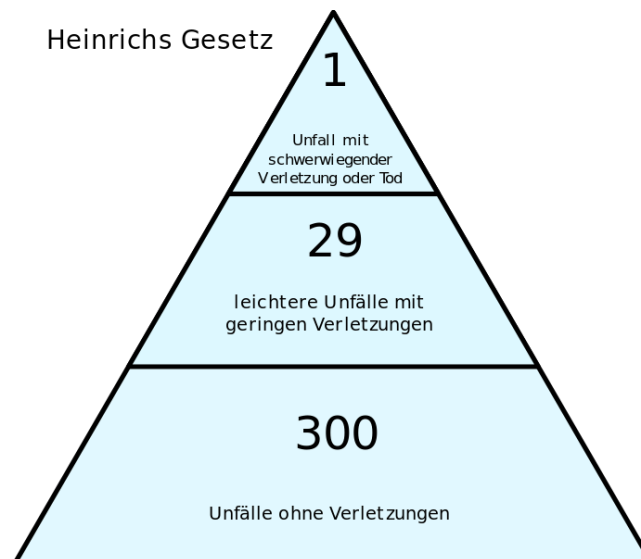 Heinrichs Gesetz
1
Unfall mit
schwerwiegender
Verletzung oder Tod
29
leichtere Unfälle mit
geringen Verletzungen
300
Unfälle ohne Verletzungen